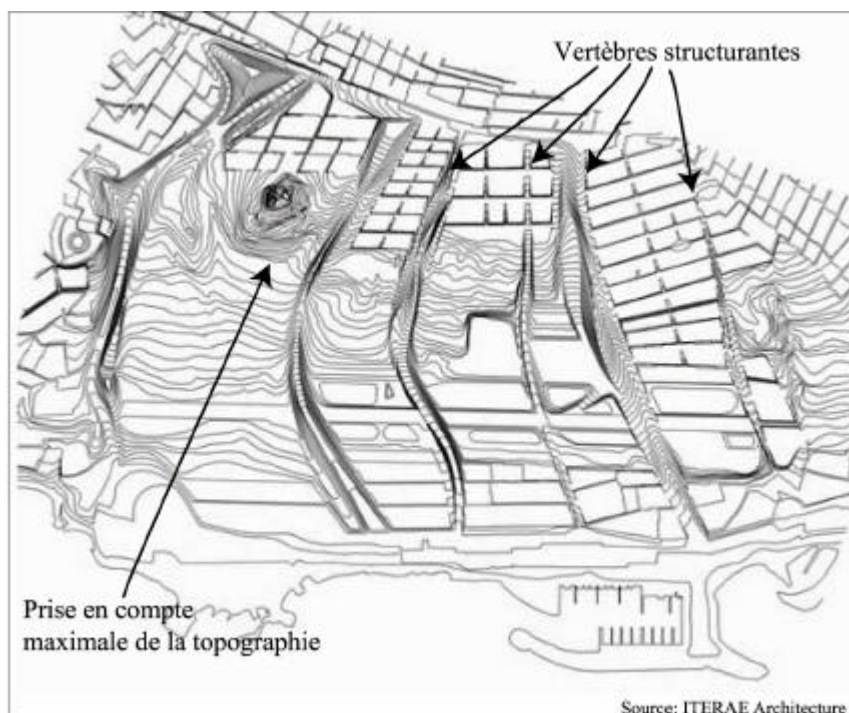 Vertèbres structurantes
Prise en compte
maximale de la topographie
Source: ITERAE Architecture